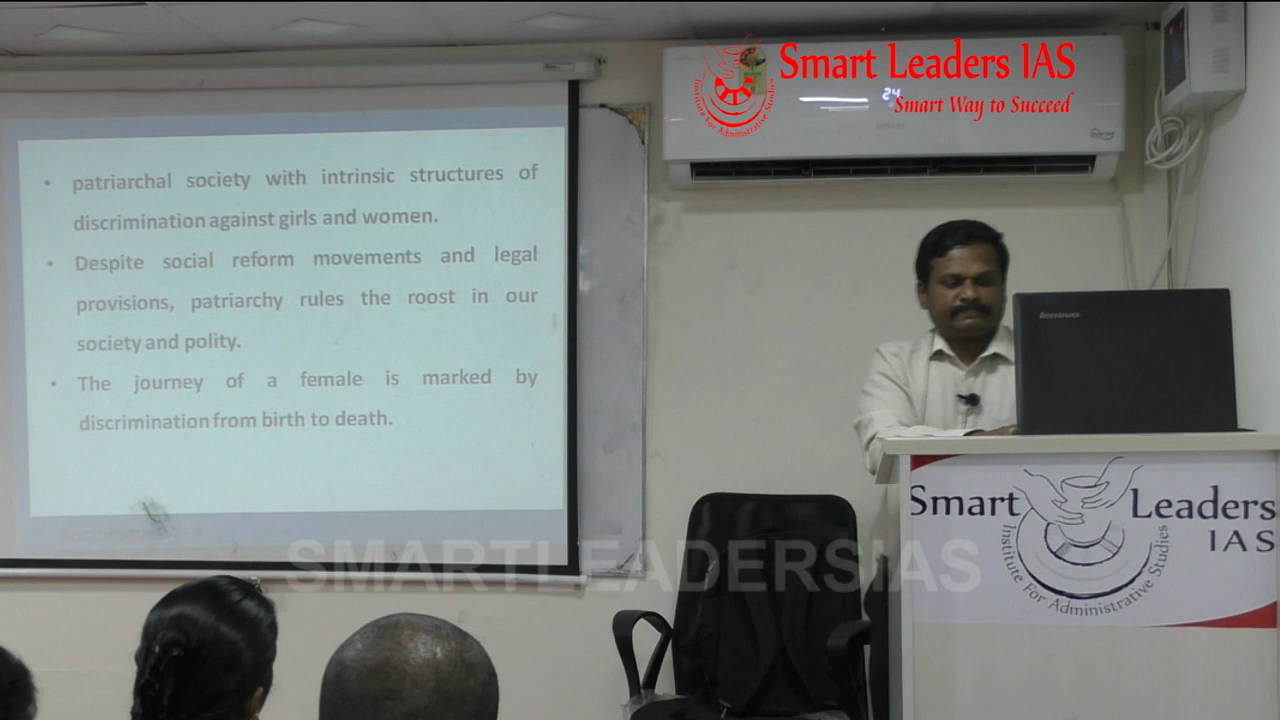 • patriarchal society with intrinsic structures of
discrimination against girls and women.
• Despite social reform movements and legal
provisions, patriarchy rules the roost in our
society and polity.
• The journey of a female is marked by
discrimination from birth to death.
Smart Leaders IAS
Smart Way to Succeed
Institute For Administrative Studies
24
lenovo
Smart Leaders
IAS
Institute For Administrative Studies
SMARTLEADERSIAS